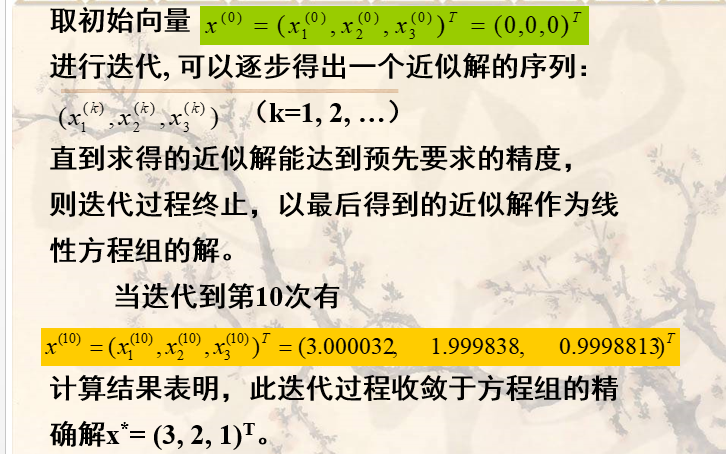 取初始向量 x^(0) = (x_1^(0), x_2^(0), x_3^(0))^T = (0,0,0)^T
进行迭代, 可以逐步得出一个近似解的序列：
(x_1^(k), x_2^(k), x_3^(k)) （k=1, 2, …）
直到求得的近似解能达到预先要求的精度，
则迭代过程终止，以最后得到的近似解作为线
性方程组的解。
当迭代到第10次有
x^(10) = (x_1^(10), x_2^(10), x_3^(10))^T = (3.000032, 1.999838, 0.9998813)^T
计算结果表明，此迭代过程收敛于方程组的精
确解x^*= (3, 2, 1)^T。